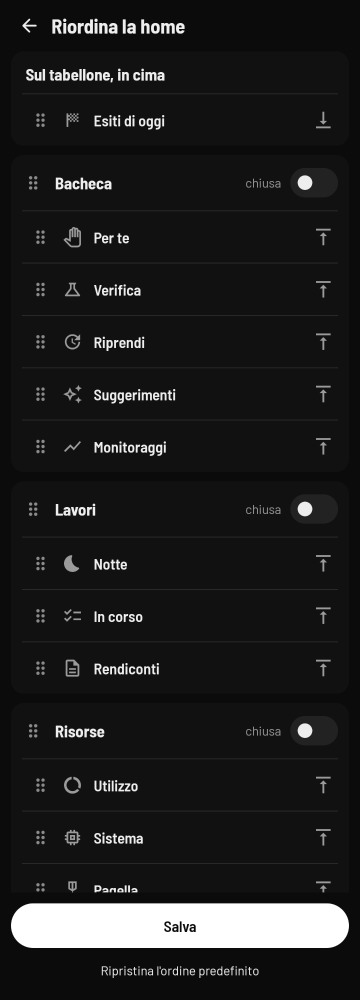 Riordina la home
Sul tabellone, in cima
Esiti di oggi
Bacheca chiusa
Per te
Verifica
Riprendi
Suggerimenti
Monitoraggi
Lavori chiusa
Notte
In corso
Rendiconti
Risorse chiusa
Utilizzo
Sistema
Pagella
Salva
Ripristina l'ordine predefinito